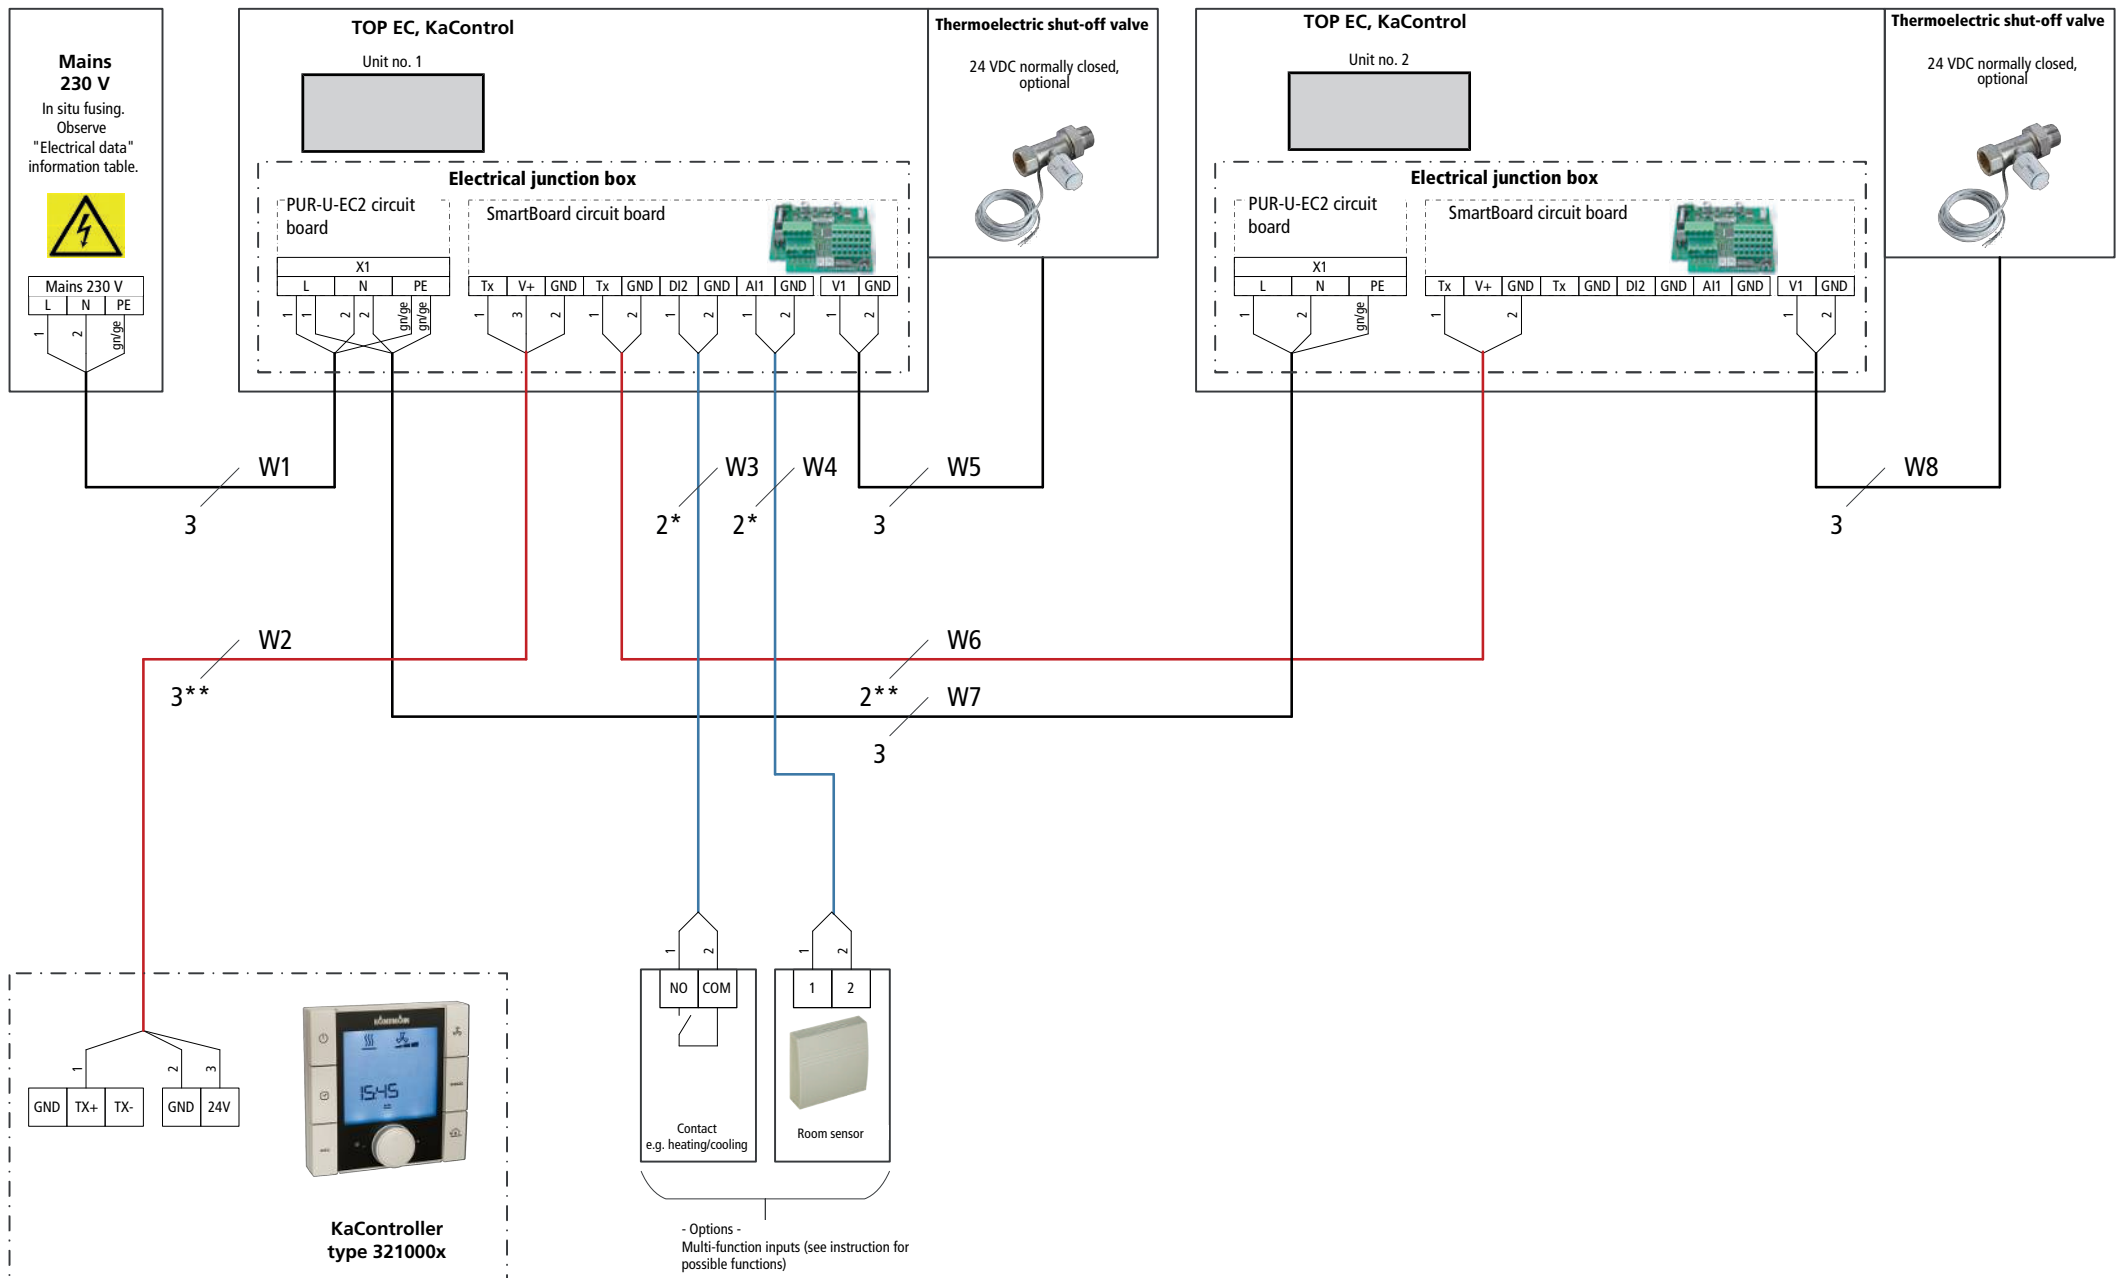 Mains
230 V
In situ fusing.
Observe
"Electrical data"
information table.
Mains 230 V
L N PE
1 2 gn/ge
TOP EC, KaControl
Unit no. 1
Electrical junction box
PUR-U-EC2 circuit
board
X1
L N PE
1 1 2 2 gn/ge gn/ge
SmartBoard circuit board
Tx V+ GND Tx GND DI2 GND AI1 GND V1 GND
1 3 2 1 2 1 2 1 2 1 2
Thermoelectric shut-off valve
24 VDC normally closed,
optional
TOP EC, KaControl
Unit no. 2
Electrical junction box
PUR-U-EC2 circuit
board
X1
L N PE
1 2 gn/ge
SmartBoard circuit board
Tx V+ GND Tx GND DI2 GND AI1 GND V1 GND
1 2 1 2
Thermoelectric shut-off valve
24 VDC normally closed,
optional
W1
3
W3
2*
W4
2*
W5
3
W8
3
W2
3**
W6
2**
W7
3
1 2 3
GND TX+ TX- GND 24V
15:45
KaController
type 321000x
1 2
NO COM
Contact
e.g. heating/cooling
1 2
1 2
Room sensor
- Options -
Multi-function inputs (see instruction for
possible functions)